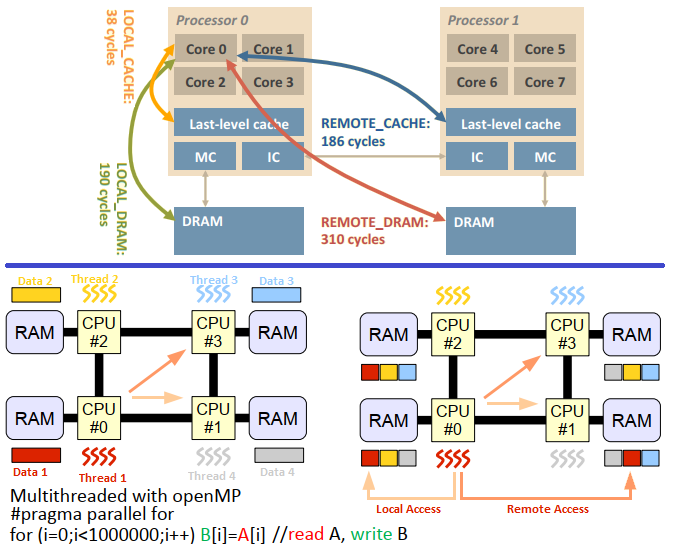 Processor 0
Processor 1
LOCAL_CACHE:
38 cycles
Core 0
Core 1
Core 2
Core 3
Core 4
Core 5
Core 6
Core 7
Last-level cache
Last-level cache
REMOTE_CACHE:
186 cycles
MC
IC
IC
MC
LOCAL_DRAM:
190 cycles
DRAM
REMOTE_DRAM:
310 cycles
DRAM
Data 2
Thread 2
Thread 3
Data 3
RAM
CPU
#2
CPU
#3
RAM
RAM
CPU
#0
CPU
#1
RAM
Data 1
Thread 1
Thread 4
Data 4
RAM
CPU
#2
CPU
#3
RAM
RAM
CPU
#0
CPU
#1
RAM
Local Access
Remote Access
Multithreaded with openMP
#pragma parallel for
for (i=0;i<1000000;i++) B[i]=A[i] //read A, write B